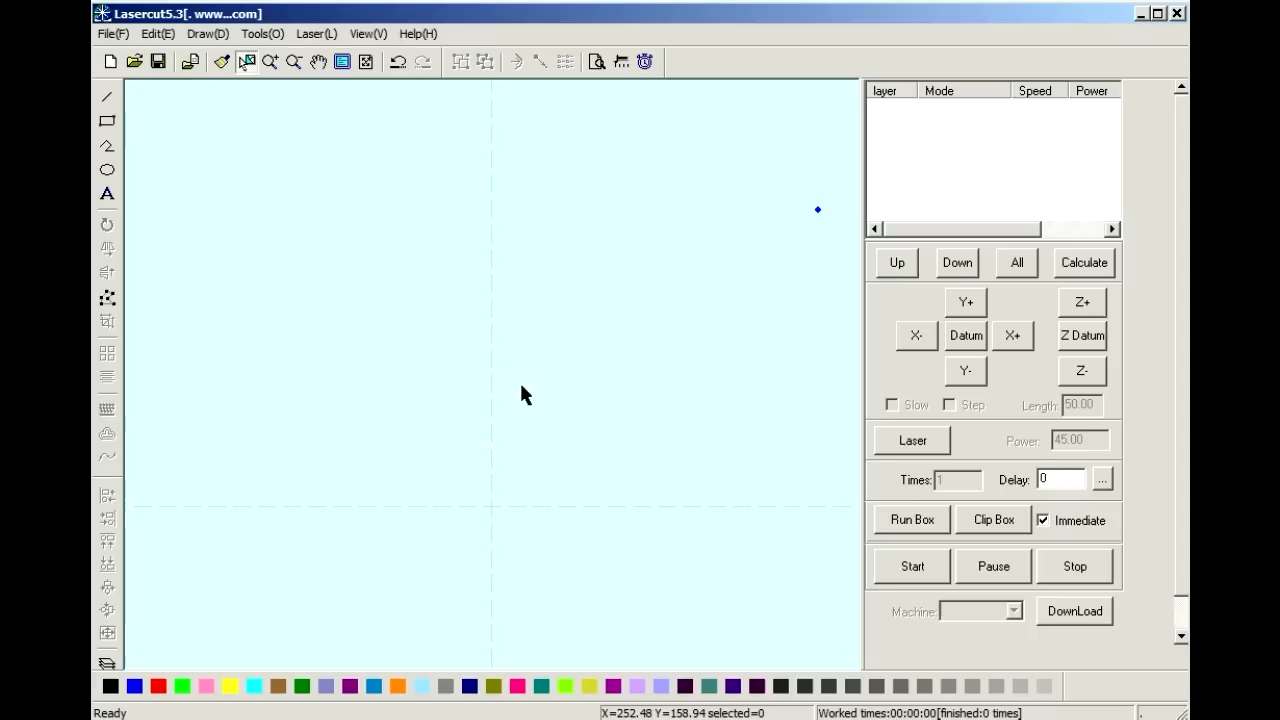 Lasercut5.3[. www...com]
File(F) Edit(E) Draw(D) Tools(O) Laser(L) View(V) Help(H)
layer Mode Speed Power
A
Up Down All Calculate
Y+ Z+
X- Datum X+ Z Datum
Y- Z-
Slow Step Length: 50.00
Laser Power: 45.00
Times: 1 Delay: 0 ...
Run Box Clip Box Immediate
Start Pause Stop
Machine: DownLoad
Ready X=252.48 Y=158.94 selected=0 Worked times:00:00:00[finished:0 times] .